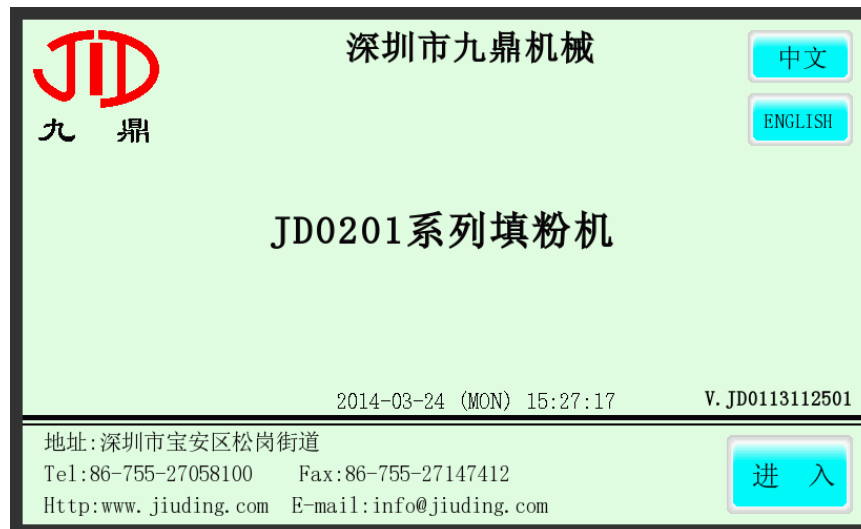 JID
九 鼎
深圳市九鼎机械
中文
ENGLISH
JD0201系列填粉机
2014-03-24 (MON) 15:27:17
V.JD0113112501
地址:深圳市宝安区松岗街道
Tel:86-755-27058100 Fax:86-755-27147412
Http:www.jiuding.com E-mail:info@jiuding.com
进 入